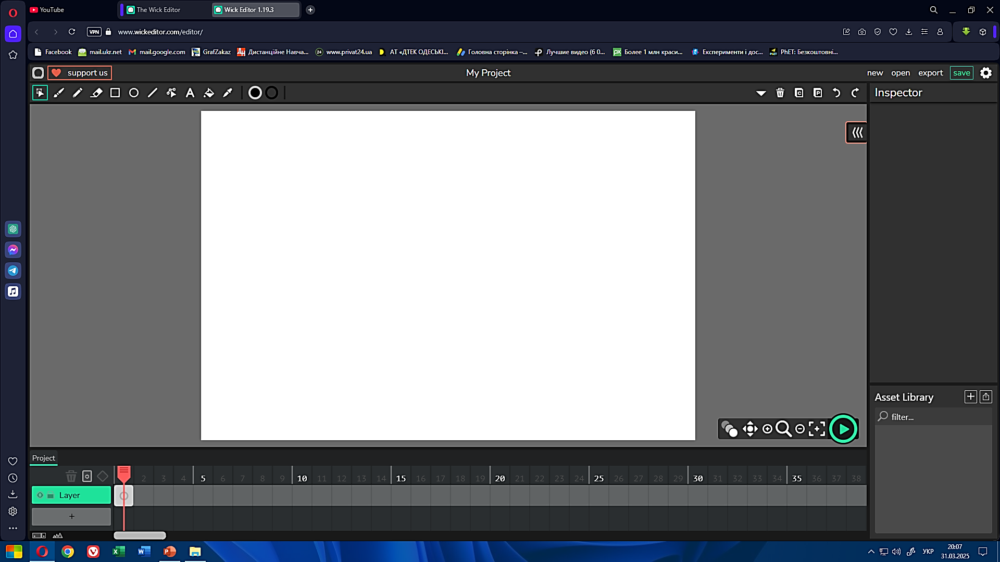 YouTube
The Wick Editor
Wick Editor 1.19.3
VPN
www.wickeditor.com/editor/
Facebook
mail.ukr.net
mail.google.com
GrafZakaz
Дистанційне Навча...
24
www.privat24.ua
АТ «ДТЕК ОДЕСЬКІ...
Головна сторінка –...
Лучшие видео (6 0...
px
Более 1 млн краси...
Експерименти і дос...
PhET: Безкоштовні...
support us
My Project
new
open
export
save
Inspector
Asset Library
filter...
Project
2 3 4 5 6 7 8 9 10 11 12 13 14 15 16 17 18 19 20 21 22 23 24 25 26 27 28 29 30 31 32 33 34 35 36 37 38
Layer
+
УКР
20:07
31.03.2025